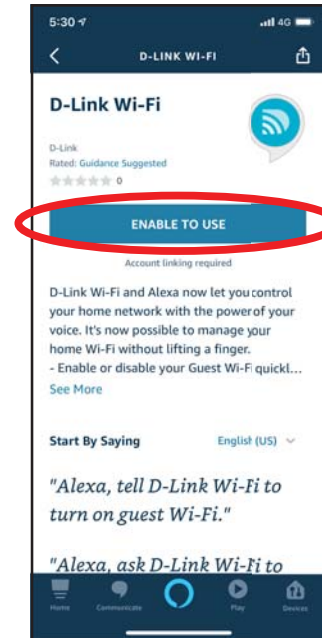 5:30 4G
D-LINK WI-FI
D-Link Wi-Fi
D-Link
Rated: Guidance Suggested
0
ENABLE TO USE
Account linking required
D-Link Wi-Fi and Alexa now let you control
your home network with the power of your
voice. It's now possible to manage your
home Wi-Fi without lifting a finger.
- Enable or disable your Guest Wi-Fi quickl...
See More
Start By Saying English (US)
"Alexa, tell D-Link Wi-Fi to
turn on guest Wi-Fi."
"Alexa, ask D-Link Wi-Fi to
Home Communicate Play Devices